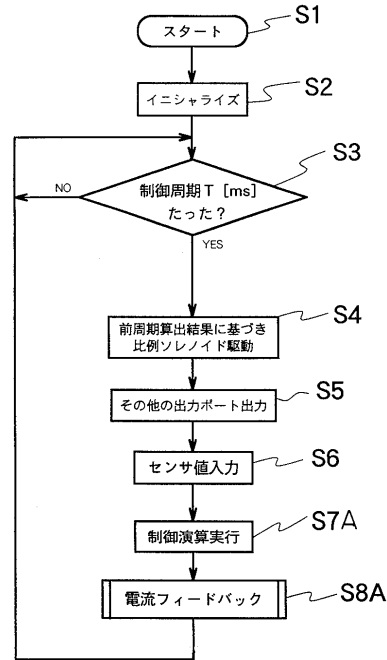 スタート
S1
イニシャライズ
S2
制御周期T [ms]
たった?
S3
NO
YES
前周期算出結果に基づき
比例ソレノイド駆動
S4
その他の出力ポート出力
S5
センサ値入力
S6
制御演算実行
S7A
電流フィードバック
S8A